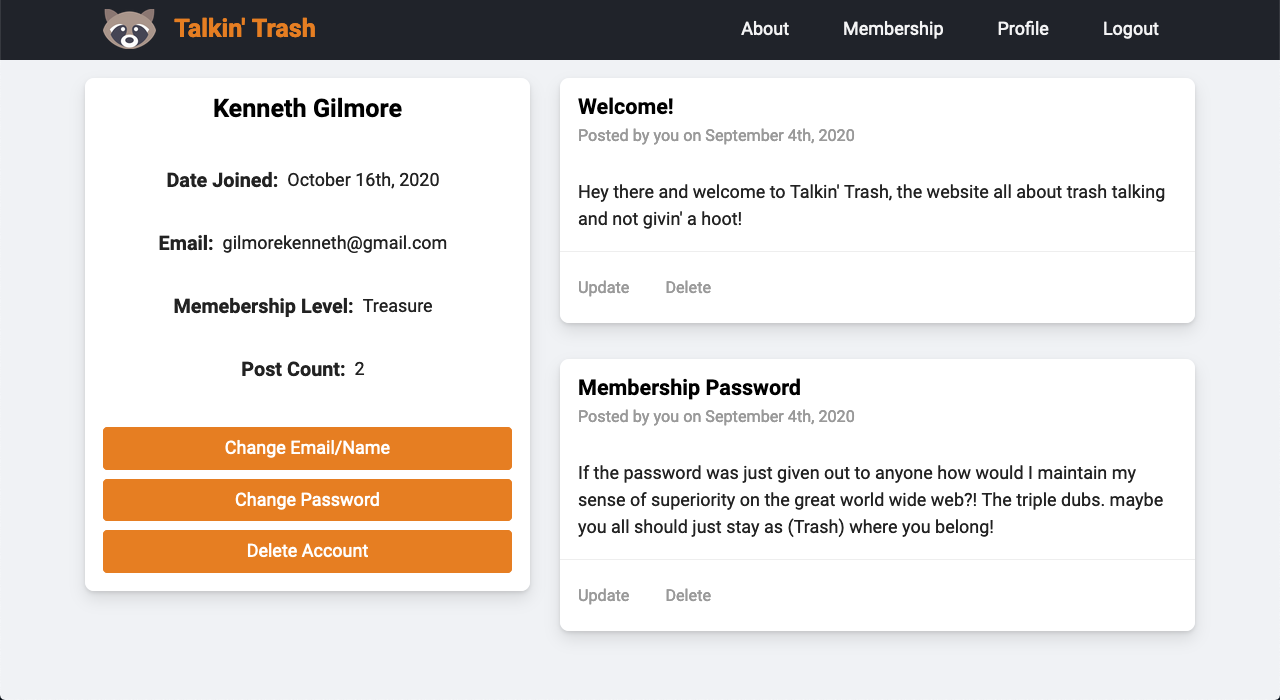 Talkin' Trash
About Membership Profile Logout
Kenneth Gilmore
Date Joined: October 16th, 2020
Email: gilmorekenneth@gmail.com
Memebership Level: Treasure
Post Count: 2
Change Email/Name
Change Password
Delete Account
Welcome!
Posted by you on September 4th, 2020
Hey there and welcome to Talkin' Trash, the website all about trash talking
and not givin' a hoot!
Update Delete
Membership Password
Posted by you on September 4th, 2020
If the password was just given out to anyone how would I maintain my
sense of superiority on the great world wide web?! The triple dubs. maybe
you all should just stay as (Trash) where you belong!
Update Delete